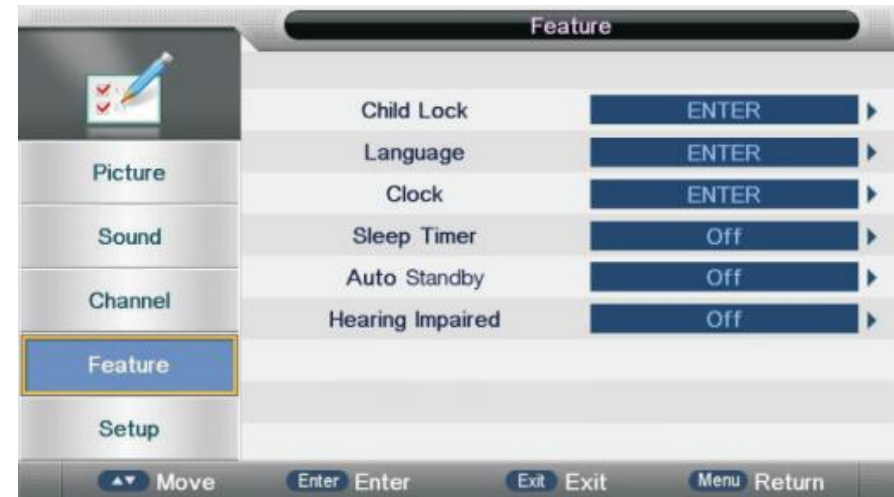 Feature
Child Lock ENTER
Language ENTER
Clock ENTER
Sleep Timer Off
Auto Standby Off
Hearing Impaired Off
Picture
Sound
Channel
Feature
Setup
Move Enter Enter Exit Exit Menu Return